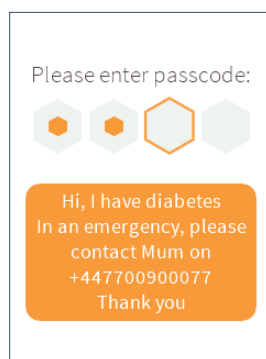 Please enter passcode:
Hi, I have diabetes
In an emergency, please
contact Mum on
+447700900077
Thank you